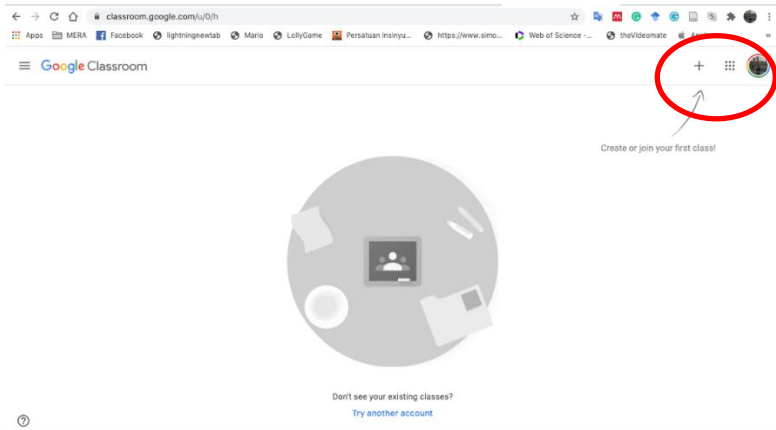 classroom.google.com/u/0/h
Apps MERA Facebook lightningnewtab Mario LollyGame Persatuan Insinyu... https://www.simo... Web of Science -... theVideomate
Google Classroom
Create or join your first class!
Don't see your existing classes?
Try another account